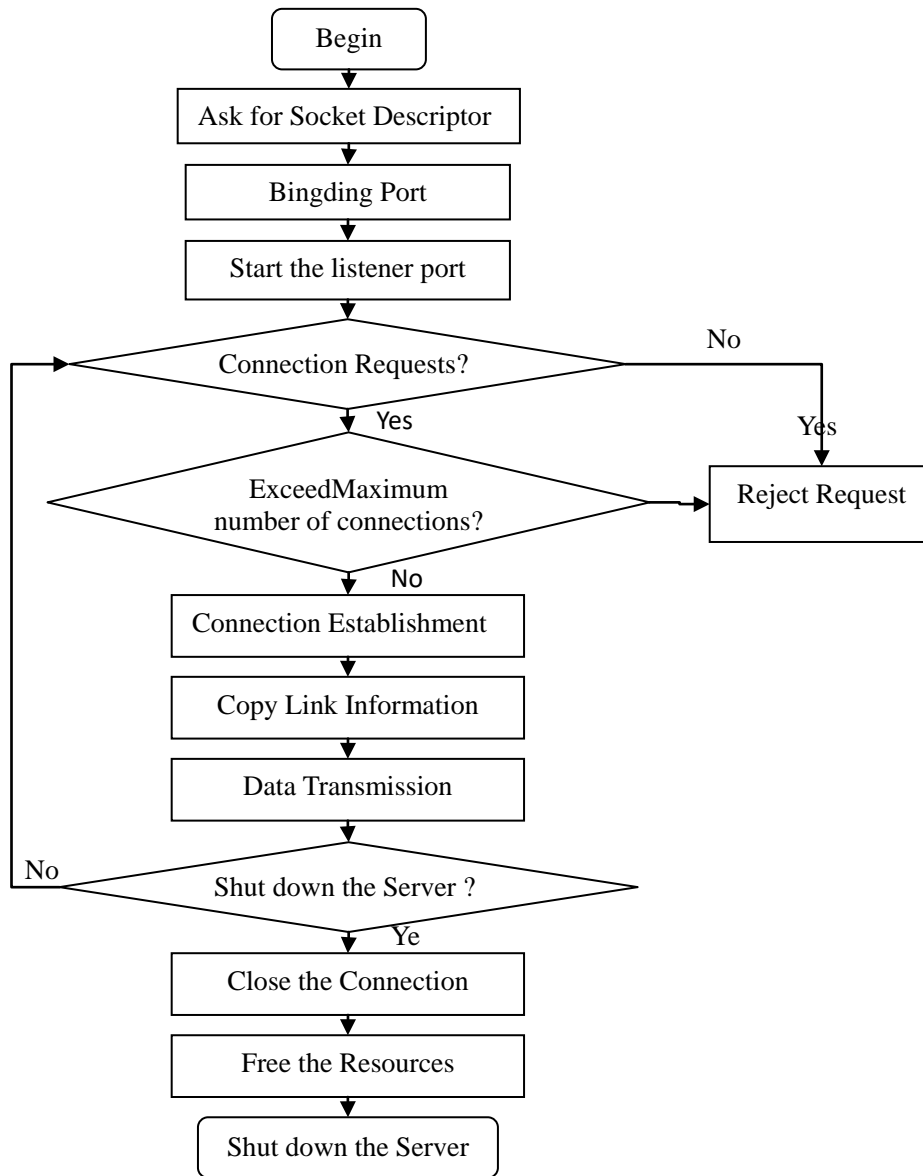 Begin
Ask for Socket Descriptor
Bingding Port
Start the listener port
Connection Requests?
No
Yes
Yes
ExceedMaximum
number of connections?
Reject Request
No
Connection Establishment
Copy Link Information
Data Transmission
No
Shut down the Server ?
Ye
Close the Connection
Free the Resources
Shut down the Server